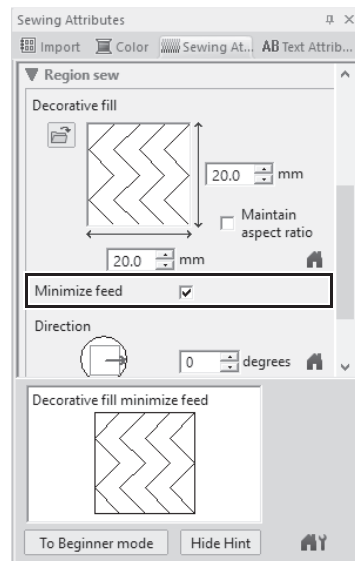 Sewing Attributes
Import Color Sewing At... AB Text Attrib...
Region sew
Decorative fill
20.0 mm
Maintain
aspect ratio
20.0 mm
Minimize feed
Direction
0 degrees
Decorative fill minimize feed
To Beginner mode Hide Hint